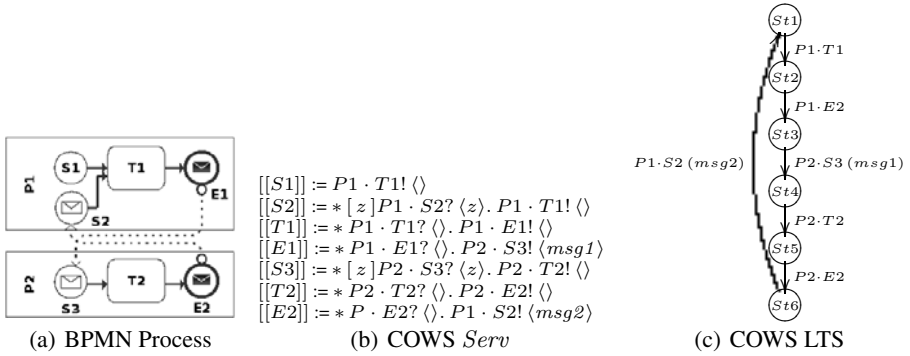 P1
S1
T1
E1
S2
P2
S3
T2
E2
(a) BPMN Process
[[S1]] := P1 · T1! ⟨⟩
[[S2]] := ∗ [ z ]P1 · S2? ⟨z⟩. P1 · T1! ⟨⟩
[[T1]] := ∗ P1 · T1? ⟨⟩. P1 · E1! ⟨⟩
[[E1]] := ∗ P1 · E1? ⟨⟩. P2 · S3! ⟨msg1⟩
[[S3]] := ∗ [z]P2 · S3? ⟨z⟩. P2 · T2! ⟨⟩
[[T2]] := ∗ P2 · T2? ⟨⟩. P2 · E2! ⟨⟩
[[E2]] := ∗ P · E2? ⟨⟩. P1 · S2! ⟨msg2⟩
(b) COWS Serv
St1
P1·T1
St2
P1·E2
St3
P1·S2 (msg2)
P2·S3 (msg1)
St4
P2·T2
St5
P2·E2
St6
(c) COWS LTS